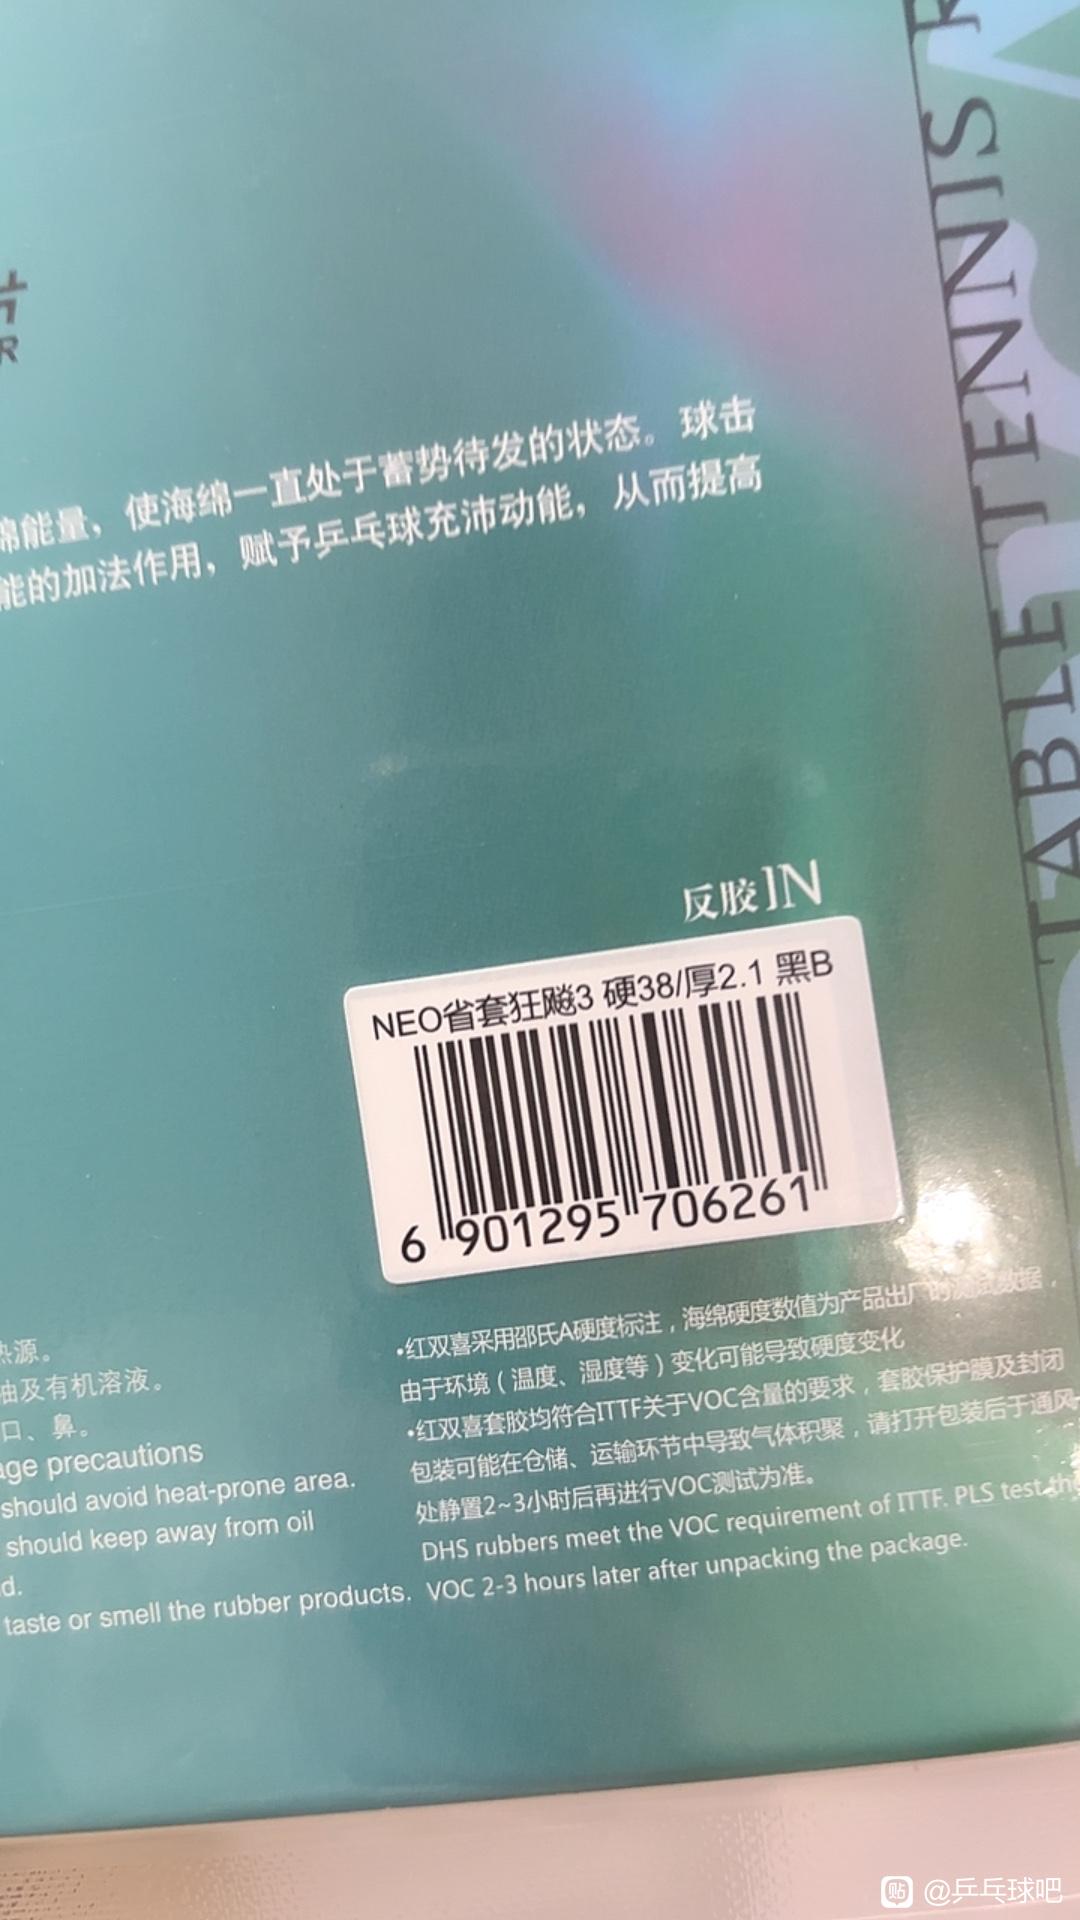 TABLE TENNIS R
R
绵能量，使海绵一直处于蓄势待发的状态。球击
能的加法作用，赋予乒乓球充沛动能，从而提高
反胶IN
NEO省套狂飚3 硬38/厚2.1 黑B
6 901295 706261
热源。
油及有机溶液。
口、鼻。
age precautions
should avoid heat-prone area.
should keep away from oil
d.
taste or smell the rubber products.
•红双喜采用邵氏A硬度标注，海绵硬度数值为产品出厂的测试数据，
由于环境（温度、湿度等）变化可能导致硬度变化
•红双喜套胶均符合ITTF关于VOC含量的要求，套胶保护膜及封闭
包装可能在仓储、运输环节中导致气体积聚，请打开包装后于通风
处静置2~3小时后再进行VOC测试为准。
DHS rubbers meet the VOC requirement of ITTF. PLS test the
VOC 2-3 hours later after unpacking the package.
贴 @乒乓球吧